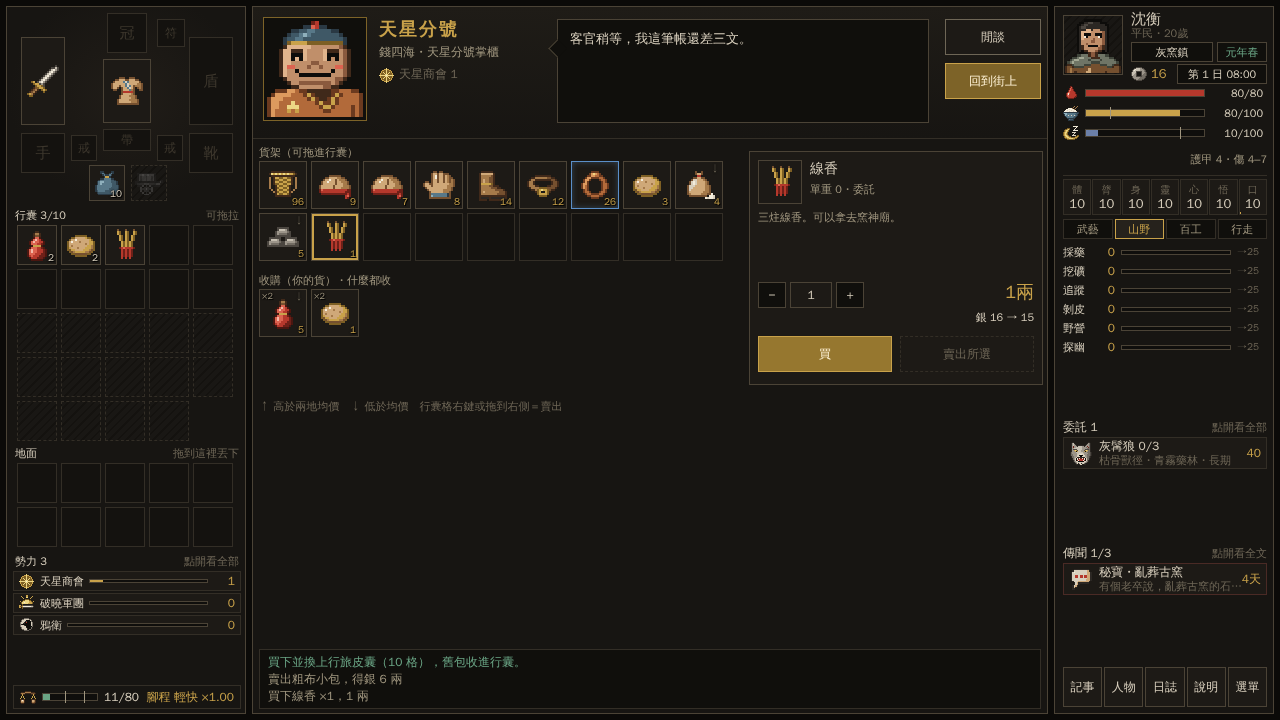 冠
符
盾
手
戒
帶
戒
靴
10
行囊 3/10
可拖拉
2
2
地面
拖到這裡丟下
勢力 3
點開看全部
天星商會
1
破曉軍團
0
鴉衛
0
11/80
腳程 輕快 ×1.00
天星分號
錢四海・天星分號掌櫃
天星商會 1
客官稍等，我這筆帳還差三文。
閒談
回到街上
貨架（可拖進行囊）
96
9
7
8
14
12
26
3
↓
4
↓
5
1
收購（你的貨）・什麼都收
×2
↓
5
×2
1
線香
單重 0・委託
三炷線香。可以拿去窯神廟。
−
1
+
1兩
銀 16 → 15
買
賣出所選
↑ 高於兩地均價 ↓ 低於均價 行囊格右鍵或拖到右側＝賣出
買下並換上行旅皮囊（10 格），舊包收進行囊。
賣出粗布小包，得銀 6 兩
買下線香 ×1，1 兩
沈衡
平民・20歲
灰窯鎮
元年春
16
第 1 日 08:00
80/80
80/100
10/100
護甲 4・傷 4–7
體 臂 身 靈 心 悟 口
10 10 10 10 10 10 10
武藝
山野
百工
行走
採藥 0 →25
挖礦 0 →25
追蹤 0 →25
剝皮 0 →25
野營 0 →25
探幽 0 →25
委託 1
點開看全部
灰髯狼 0/3
40
枯骨獸徑・青霧藥林・長期
傳聞 1/3
點開看全文
秘寶・亂葬古窯
4天
有個老卒說，亂葬古窯的石…
記事
人物
日誌
說明
選單